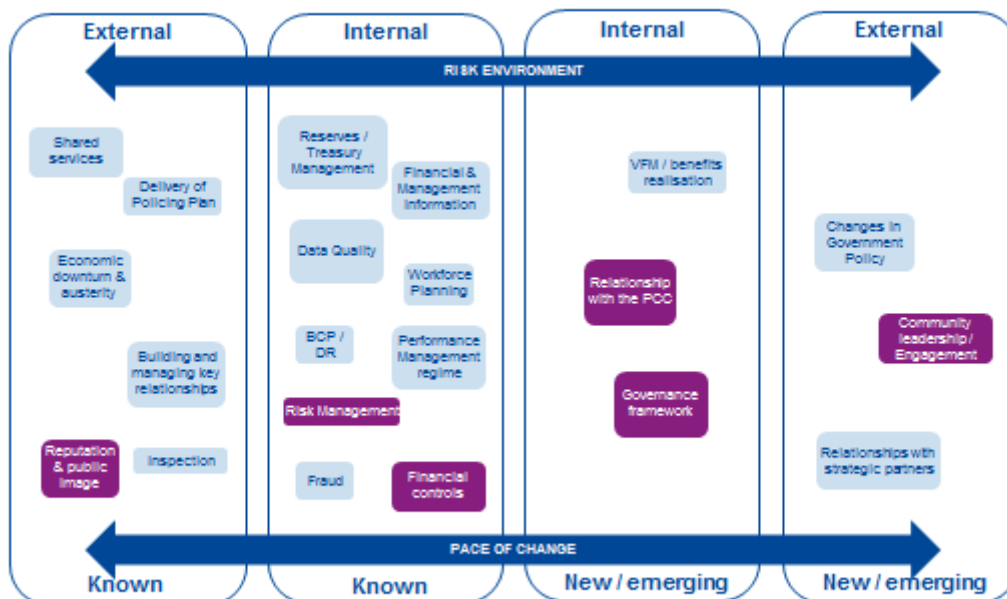 External
Internal
Internal
External
RISK ENVIRONMENT
Shared
services
Delivery of
Policing Plan
Economic
downturn &
austerity
Building and
managing key
relationships
Reputation
& public
image
Inspection
Reserves /
Treasury
Management
Financial &
Management
Information
Data Quality
Workforce
Planning
BCP /
DR
Performance
Management
regime
Risk Management
Fraud
Financial
controls
VFM / benefits
realisation
Relationship
with the PCC
Governance
framework
Changes in
Government
Policy
Community
leadership /
Engagement
Relationships with
strategic partners
PACE OF CHANGE
Known
Known
New / emerging
New / emerging